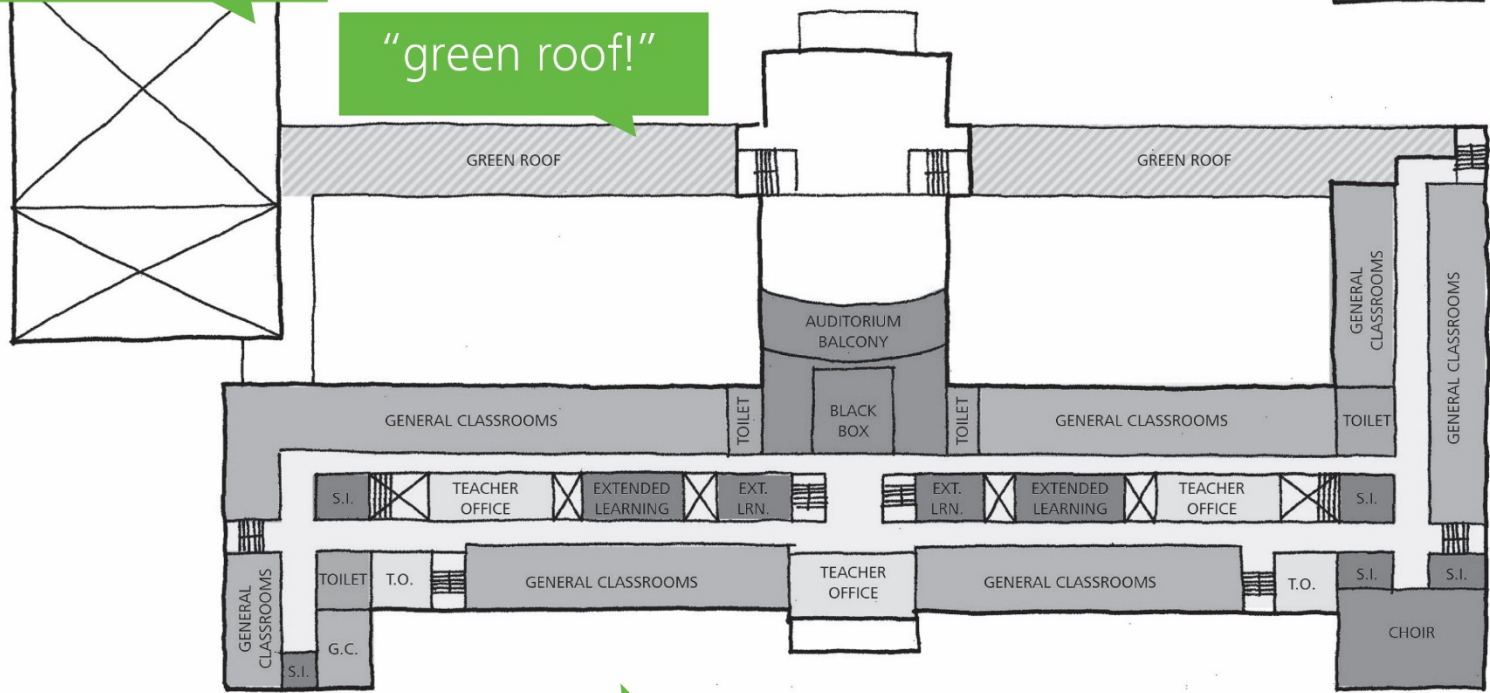 “green roof!”
GREEN ROOF
GREEN ROOF
AUDITORIUM
BALCONY
GENERAL
CLASSROOMS
GENERAL CLASSROOMS
GENERAL CLASSROOMS
TOILET
BLACK
BOX
TOILET
GENERAL CLASSROOMS
TOILET
S.I.
TEACHER
OFFICE
EXTENDED
LEARNING
EXT.
LRN.
EXT.
LRN.
EXTENDED
LEARNING
TEACHER
OFFICE
S.I.
GENERAL
CLASSROOMS
TOILET
T.O.
GENERAL CLASSROOMS
TEACHER
OFFICE
GENERAL CLASSROOMS
T.O.
S.I.
S.I.
G.C.
S.I.
CHOIR